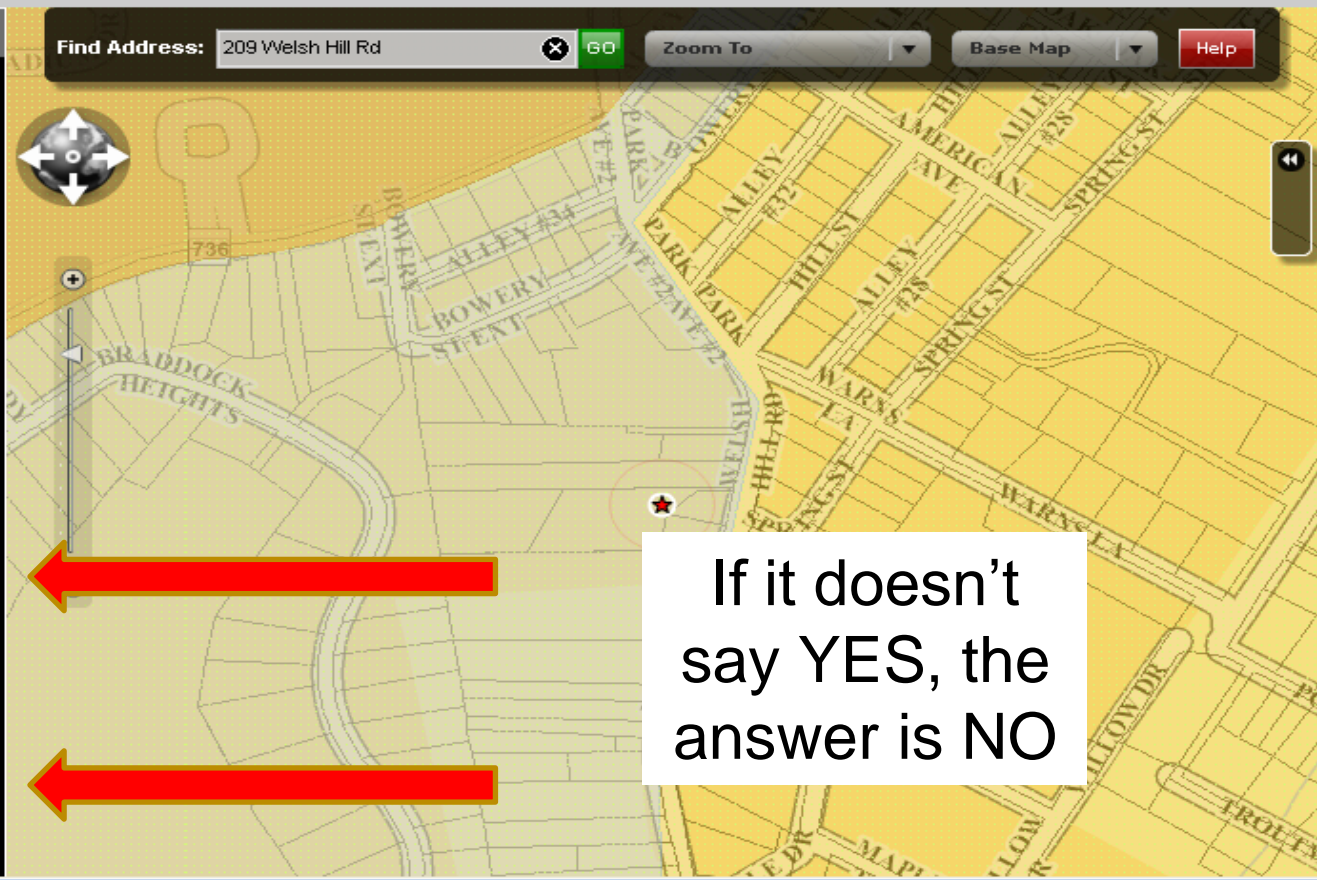 Find Address: 209 Welsh Hill Rd GO Zoom To Base Map Help
PARK
AVE #2
BOWERY
ALLEY
#32
HILL ST
AMERICAN
AVE
ALLEY
#28
SPRING ST
736
BOWERY
ST EXT
ALLEY #34
BOWERY
ST EXT
PARK
AVE #2
PARK
AVE #2
ALLEY
#28
SPRING ST
BRADDOCK
HEIGHTS
WARNS
LA
HILL RD
WELSH
SPRING ST
WARNS LA
If it doesn’t
say YES, the
answer is NO
WILLOW DR
TROUT
MAPL